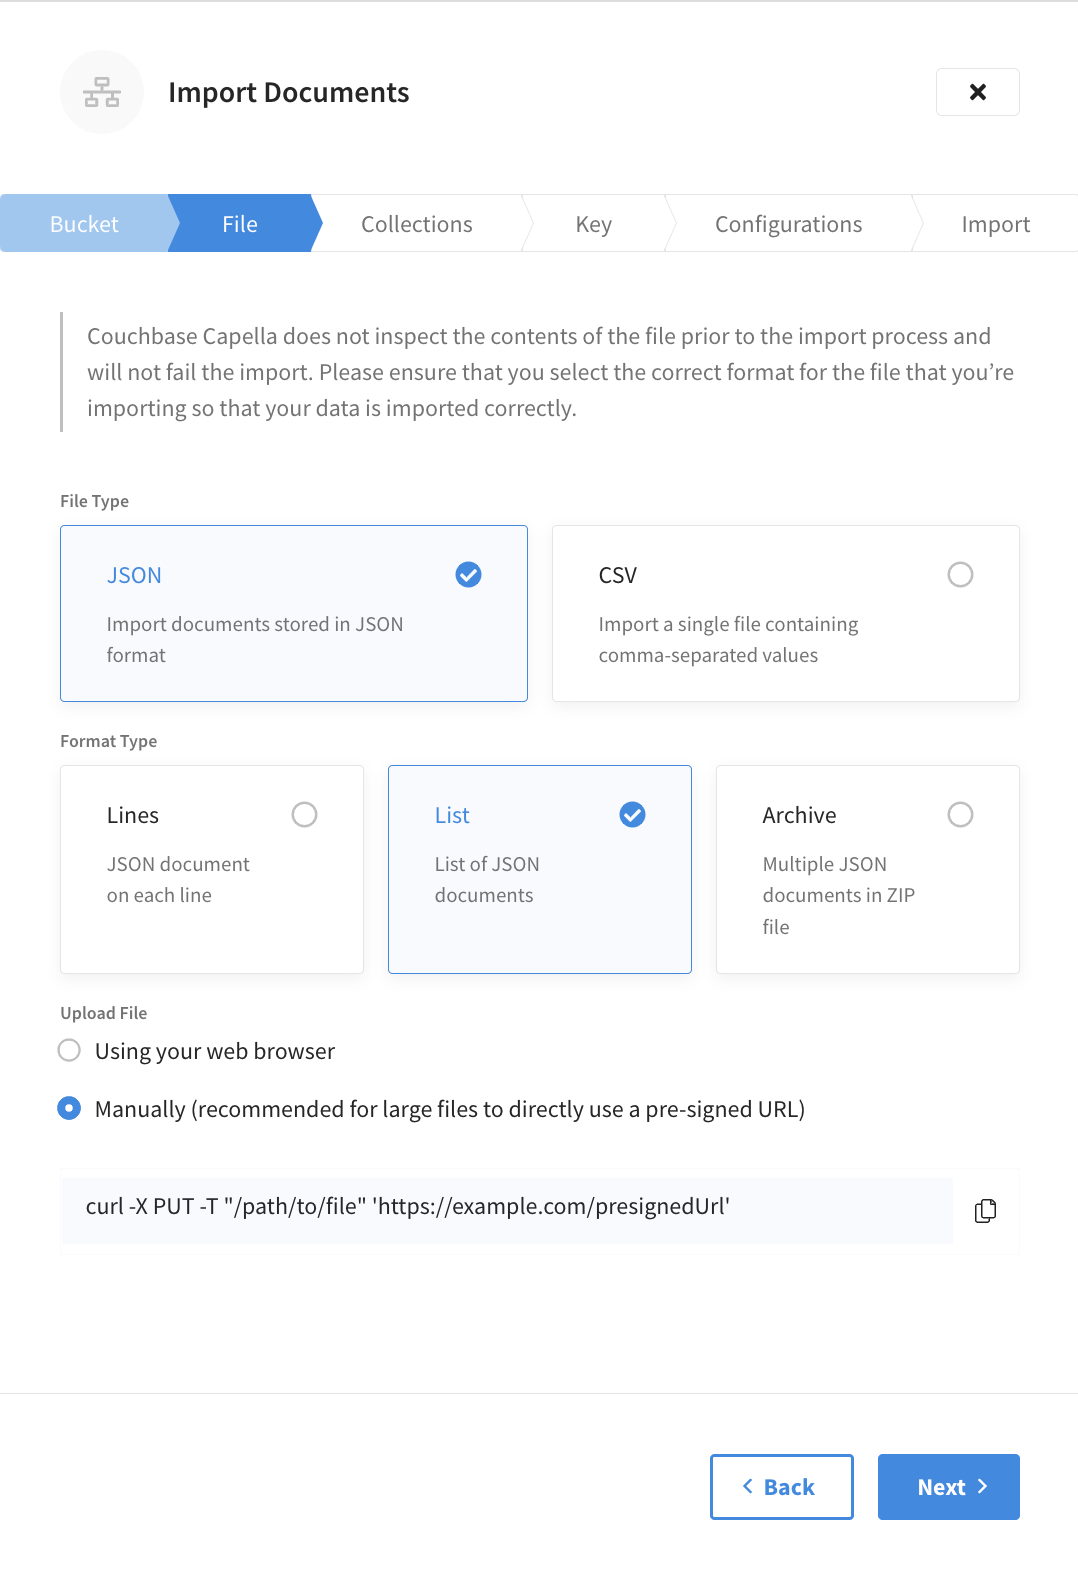 Import Documents
Bucket
File
Collections
Key
Configurations
Import
Couchbase Capella does not inspect the contents of the file prior to the import process and
will not fail the import. Please ensure that you select the correct format for the file that you’re
importing so that your data is imported correctly.
File Type
JSON
Import documents stored in JSON
format
CSV
Import a single file containing
comma-separated values
Format Type
Lines
JSON document
on each line
List
List of JSON
documents
Archive
Multiple JSON
documents in ZIP
file
Upload File
Using your web browser
Manually (recommended for large files to directly use a pre-signed URL)
curl -X PUT -T "/path/to/file" 'https://example.com/presignedUrl'
Back
Next